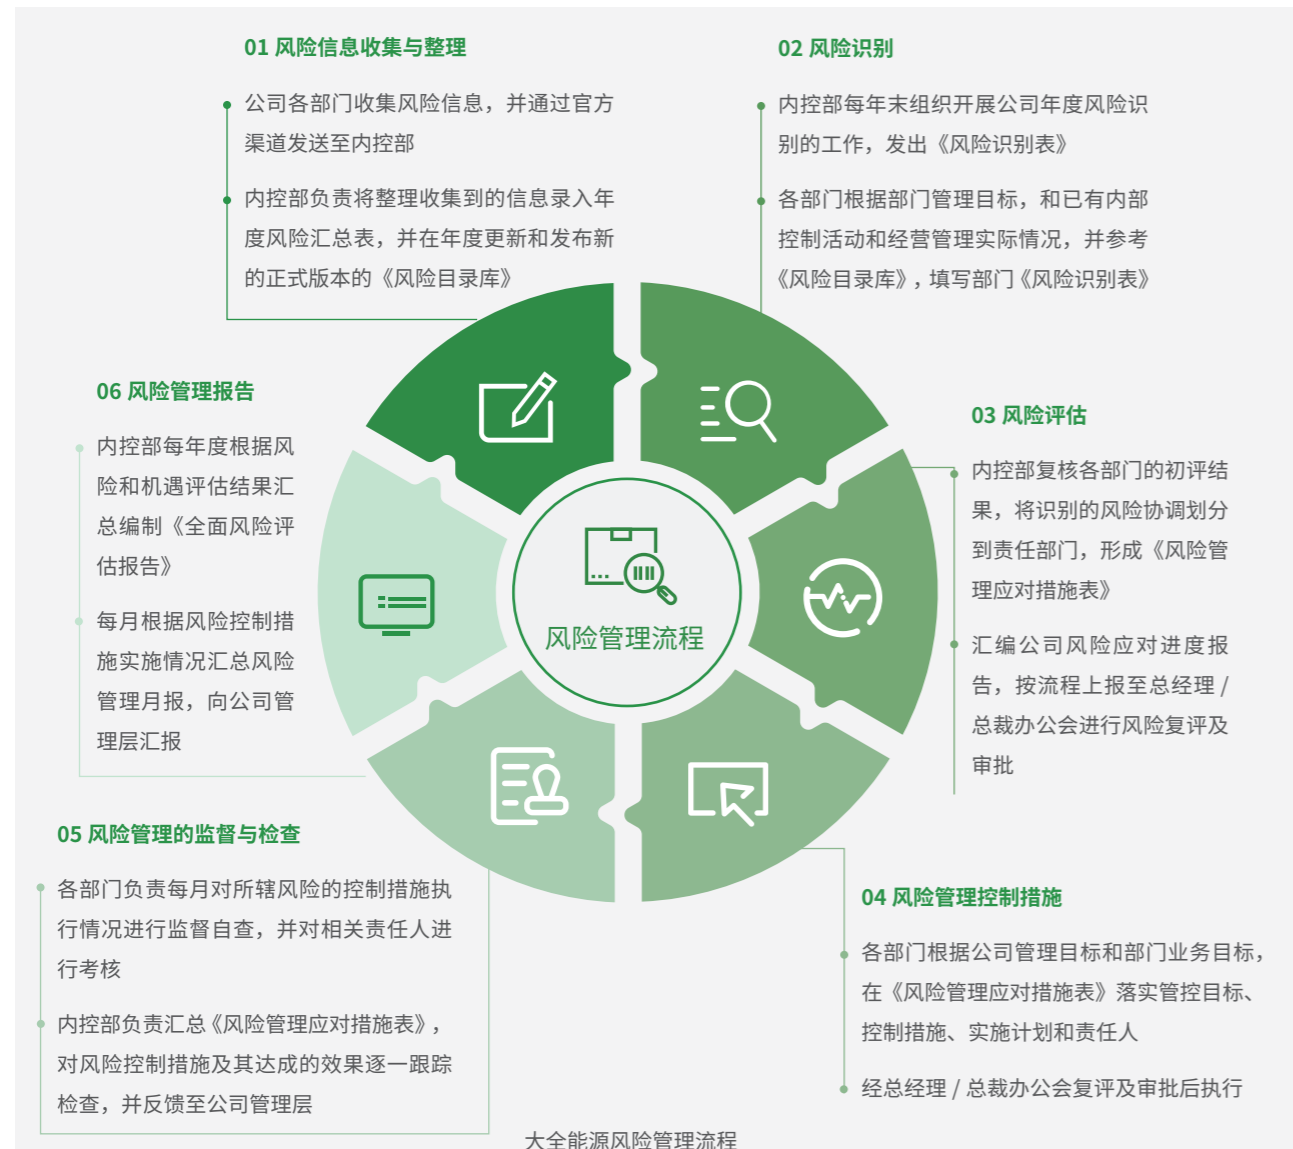 01 风险信息收集与整理
公司各部门收集风险信息，并通过官方
渠道发送至内控部
内控部负责将整理收集到的信息录入年
度风险汇总表，并在年度更新和发布新
的正式版本的《风险目录库》
02 风险识别
内控部每年末组织开展公司年度风险识
别的工作，发出《风险识别表》
各部门根据部门管理目标，和已有内部
控制活动和经营管理实际情况，并参考
《风险目录库》，填写部门《风险识别表》
03 风险评估
内控部复核各部门的初评结
果，将识别的风险协调划分
到责任部门，形成《风险管
理应对措施表》
汇编公司风险应对进度报
告，按流程上报至总经理 /
总裁办公会进行风险复评及
审批
04 风险管理控制措施
各部门根据公司管理目标和部门业务目标，
在《风险管理应对措施表》落实管控目标、
控制措施、实施计划和责任人
经总经理 / 总裁办公会复评及审批后执行
05 风险管理的监督与检查
各部门负责每月对所辖风险的控制措施执
行情况进行监督自查，并对相关责任人进
行考核
内控部负责汇总《风险管理应对措施表》，
对风险控制措施及其达成的效果逐一跟踪
检查，并反馈至公司管理层
06 风险管理报告
内控部每年度根据风
险和机遇评估结果汇
总编制《全面风险评
估报告》
每月根据风险控制措
施实施情况汇总风险
管理月报，向公司管
理层汇报
风险管理流程
大全能源风险管理流程